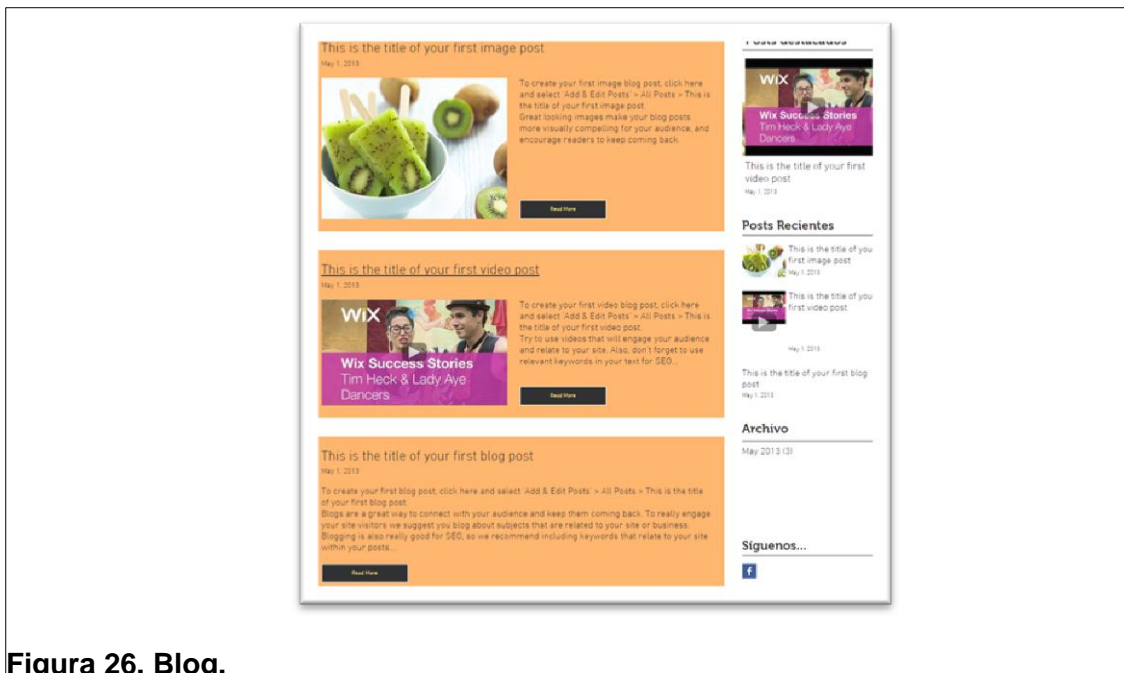 This is the title of your first image post
May 1, 2013
To create your first image blog post, click here
and select 'Add & Edit Posts' > All Posts > This is
the title of your first image post.
Great looking images make your blog posts
more visually compelling for your audience, and
encourage readers to keep coming back.
Read More
This is the title of your first video post
May 1, 2013
WiX
Wix Success Stories
Tim Heck & Lady Aye
Dancers
To create your first video blog post, click here
and select 'Add & Edit Posts' > All Posts > This is
the title of your first video post.
Try to use videos that will engage your audience
and relate to your site. Also, don't forget to use
relevant keywords in your text for SEO...
Read More
This is the title of your first blog post
May 1, 2013
To create your first blog post, click here and select 'Add & Edit Posts' > All Posts > This is the title
of your first blog post.
Blogs are a great way to connect with your audience and keep them coming back. To really engage
your site visitors we suggest you blog about subjects that are related to your site or business.
Blogging is also really good for SEO, so we recommend including keywords that relate to your site
within your posts...
Read More
Posts destacados
WiX
Wix Success Stories
Tim Heck & Lady Aye
Dancers
This is the title of your first
video post
May 1, 2013
Posts Recientes
This is the title of you
first image post
May 1, 2013
This is the title of you
first video post
May 1, 2013
This is the title of your first blog
post
May 1, 2013
Archivo
May 2013 (3)
Síguenos...
f
Figura 26. Blog.